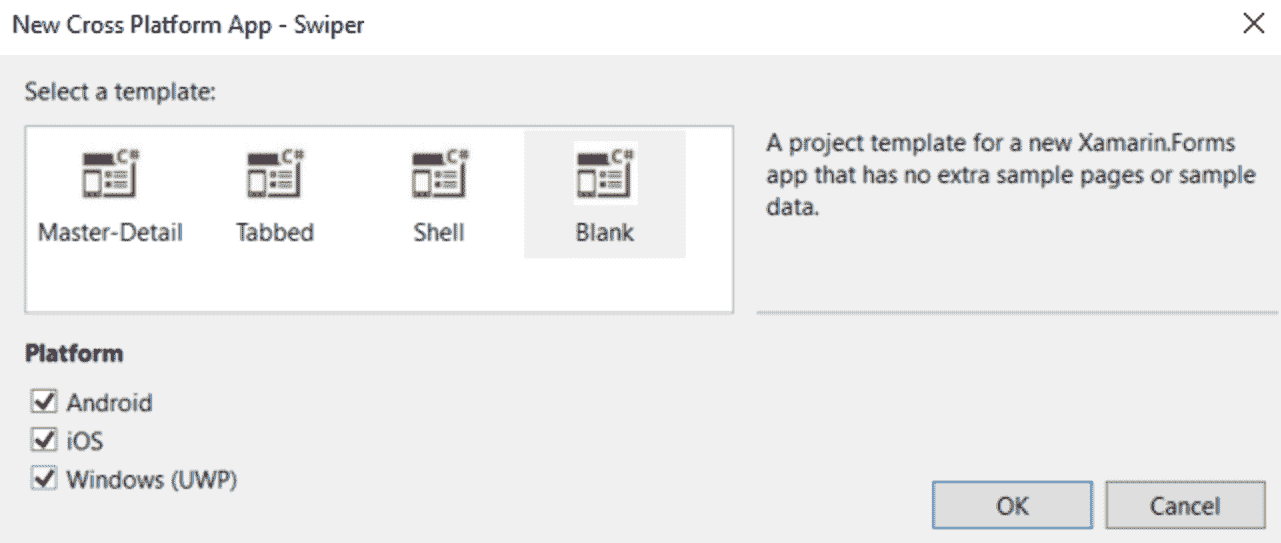 New Cross Platform App - Swiper
Select a template:
C# C# C# C#
Master-Detail Tabbed Shell Blank
A project template for a new Xamarin.Forms
app that has no extra sample pages or sample
data.
Platform
Android
iOS
Windows (UWP)
OK Cancel